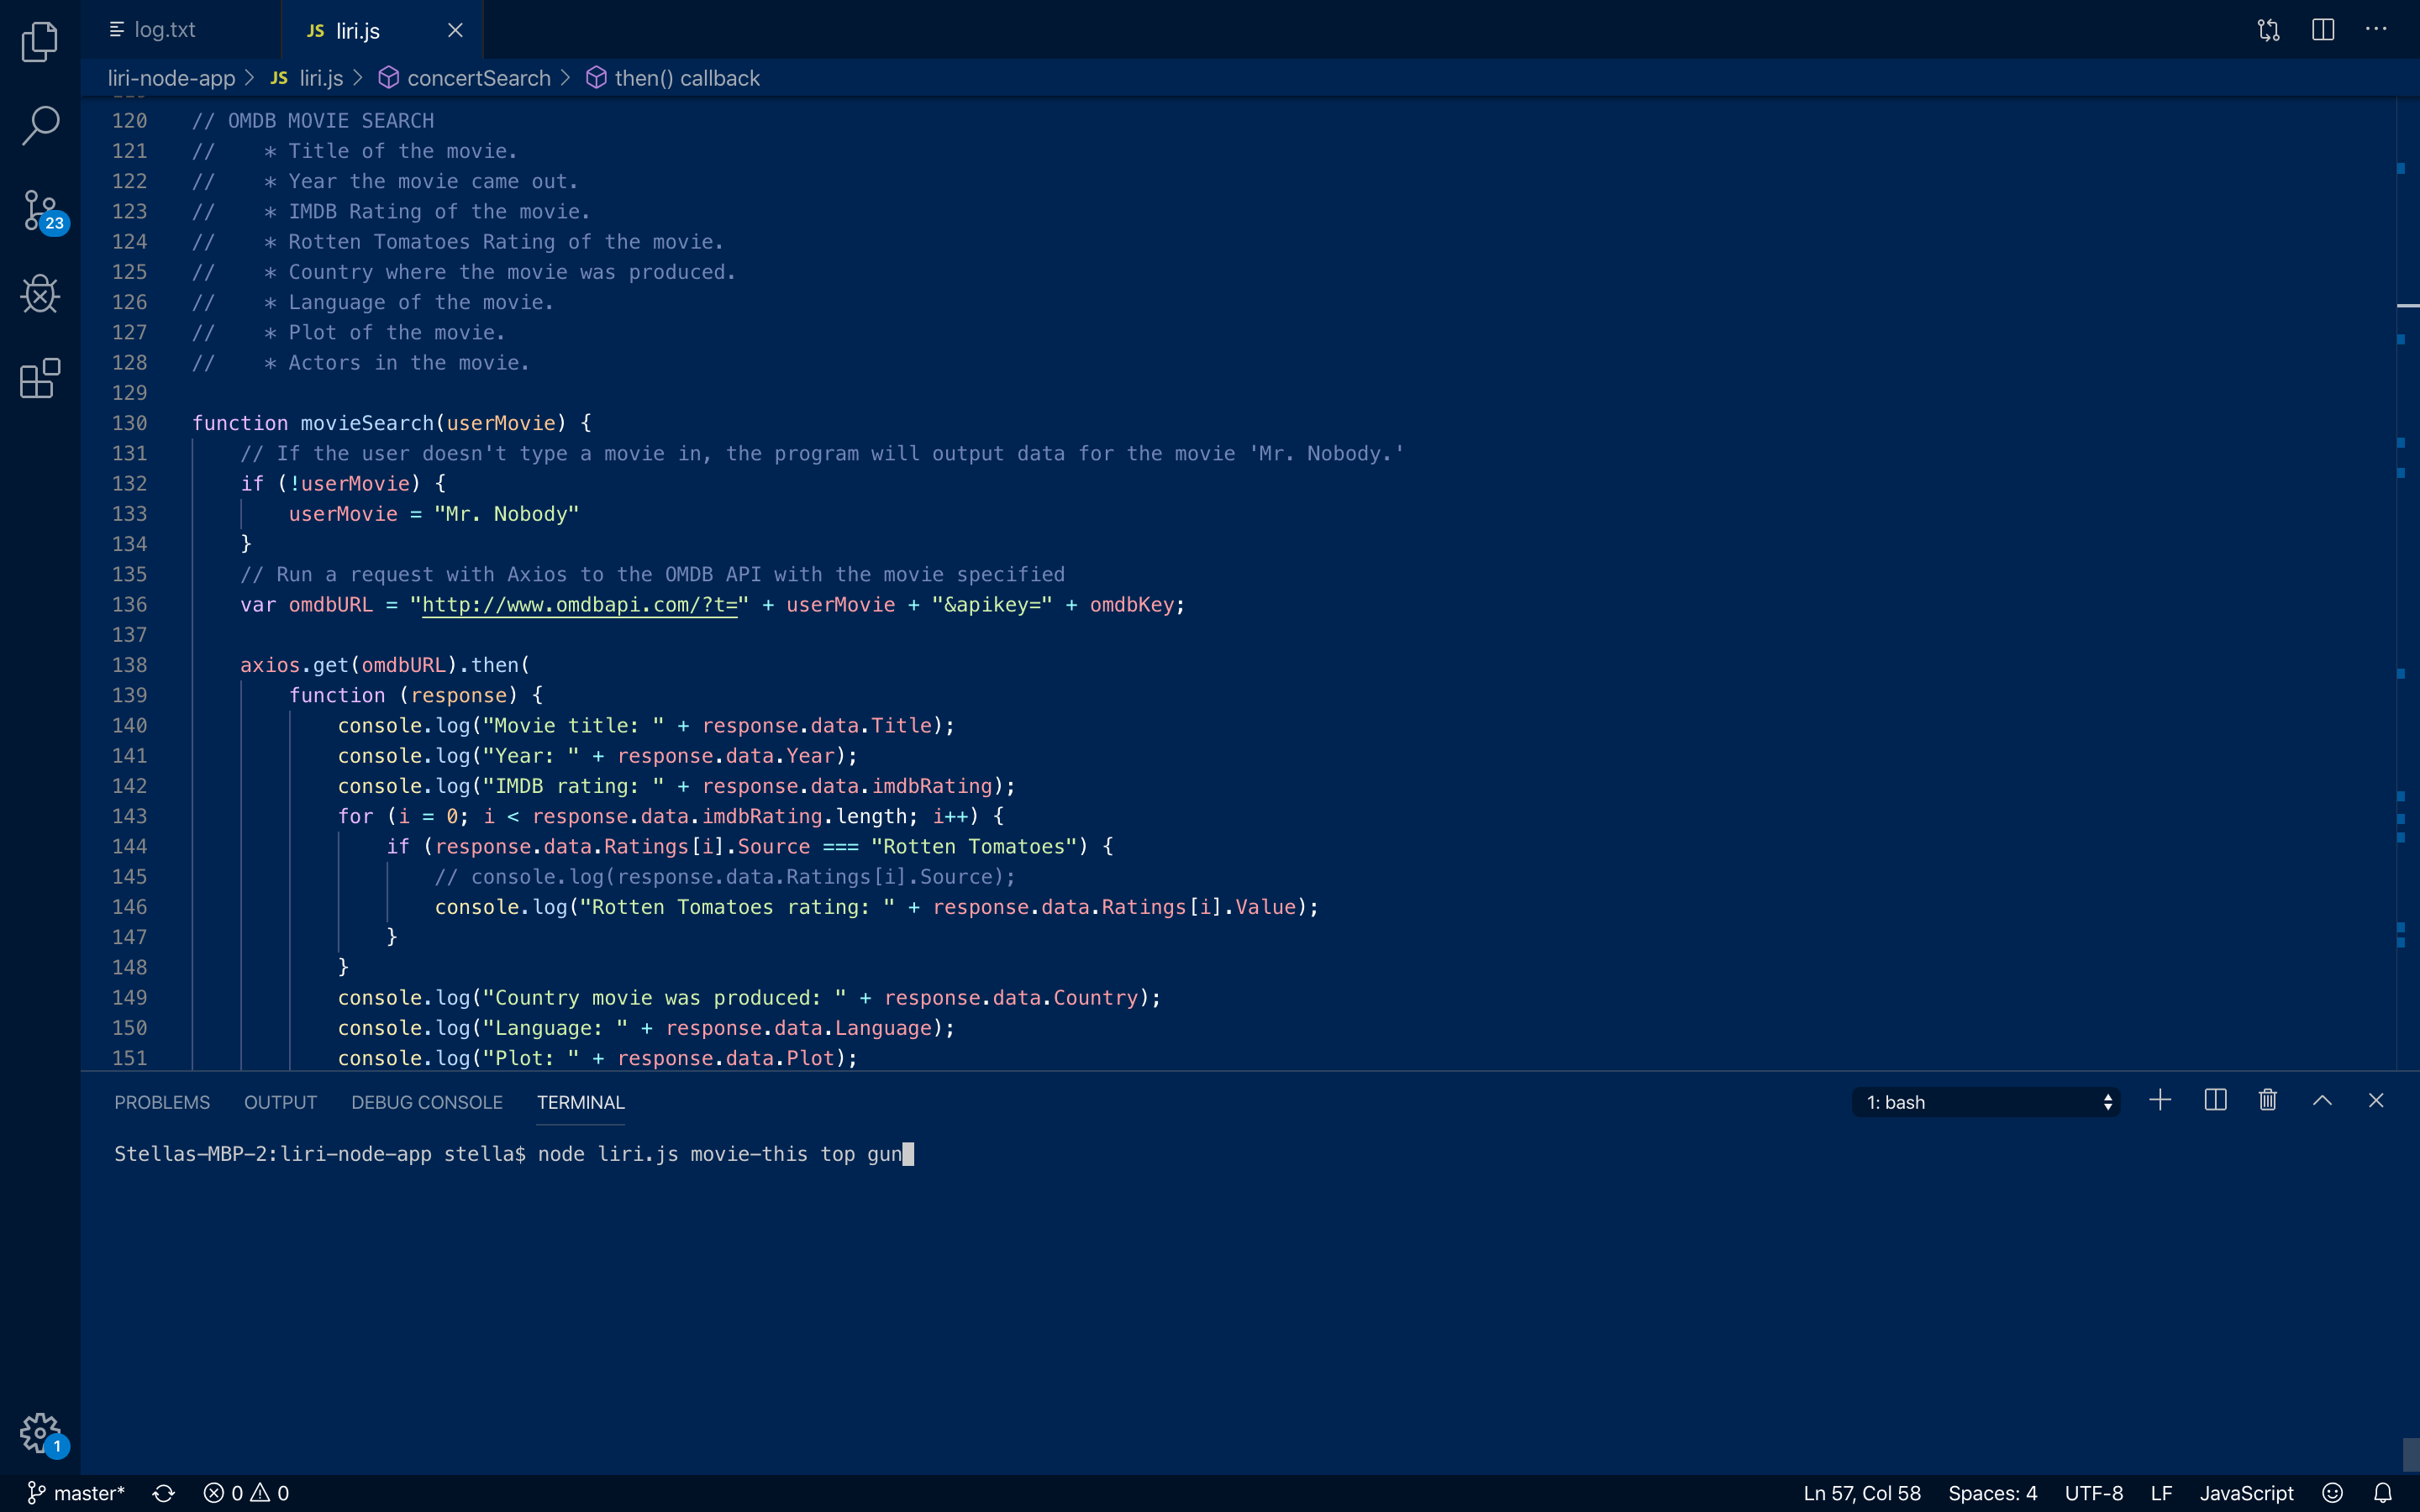 log.txt
JS liri.js
liri-node-app > JS liri.js > concertSearch > then() callback
120 // OMDB MOVIE SEARCH
121 //    * Title of the movie.
122 //    * Year the movie came out.
123 //    * IMDB Rating of the movie.
124 //    * Rotten Tomatoes Rating of the movie.
125 //    * Country where the movie was produced.
126 //    * Language of the movie.
127 //    * Plot of the movie.
128 //    * Actors in the movie.
129
130 function movieSearch(userMovie) {
131     // If the user doesn't type a movie in, the program will output data for the movie 'Mr. Nobody.'
132     if (!userMovie) {
133         userMovie = "Mr. Nobody"
134     }
135     // Run a request with Axios to the OMDB API with the movie specified
136     var omdbURL = "http://www.omdbapi.com/?t=" + userMovie + "&apikey=" + omdbKey;
137
138     axios.get(omdbURL).then(
139         function (response) {
140             console.log("Movie title: " + response.data.Title);
141             console.log("Year: " + response.data.Year);
142             console.log("IMDB rating: " + response.data.imdbRating);
143             for (i = 0; i < response.data.imdbRating.length; i++) {
144                 if (response.data.Ratings[i].Source === "Rotten Tomatoes") {
145                     // console.log(response.data.Ratings[i].Source);
146                     console.log("Rotten Tomatoes rating: " + response.data.Ratings[i].Value);
147                 }
148             }
149             console.log("Country movie was produced: " + response.data.Country);
150             console.log("Language: " + response.data.Language);
151             console.log("Plot: " + response.data.Plot);
23
PROBLEMS OUTPUT DEBUG CONSOLE TERMINAL 1: bash
Stellas-MBP-2:liri-node-app stella$ node liri.js movie-this top gun
1
master* 0 0 Ln 57, Col 58 Spaces: 4 UTF-8 LF JavaScript